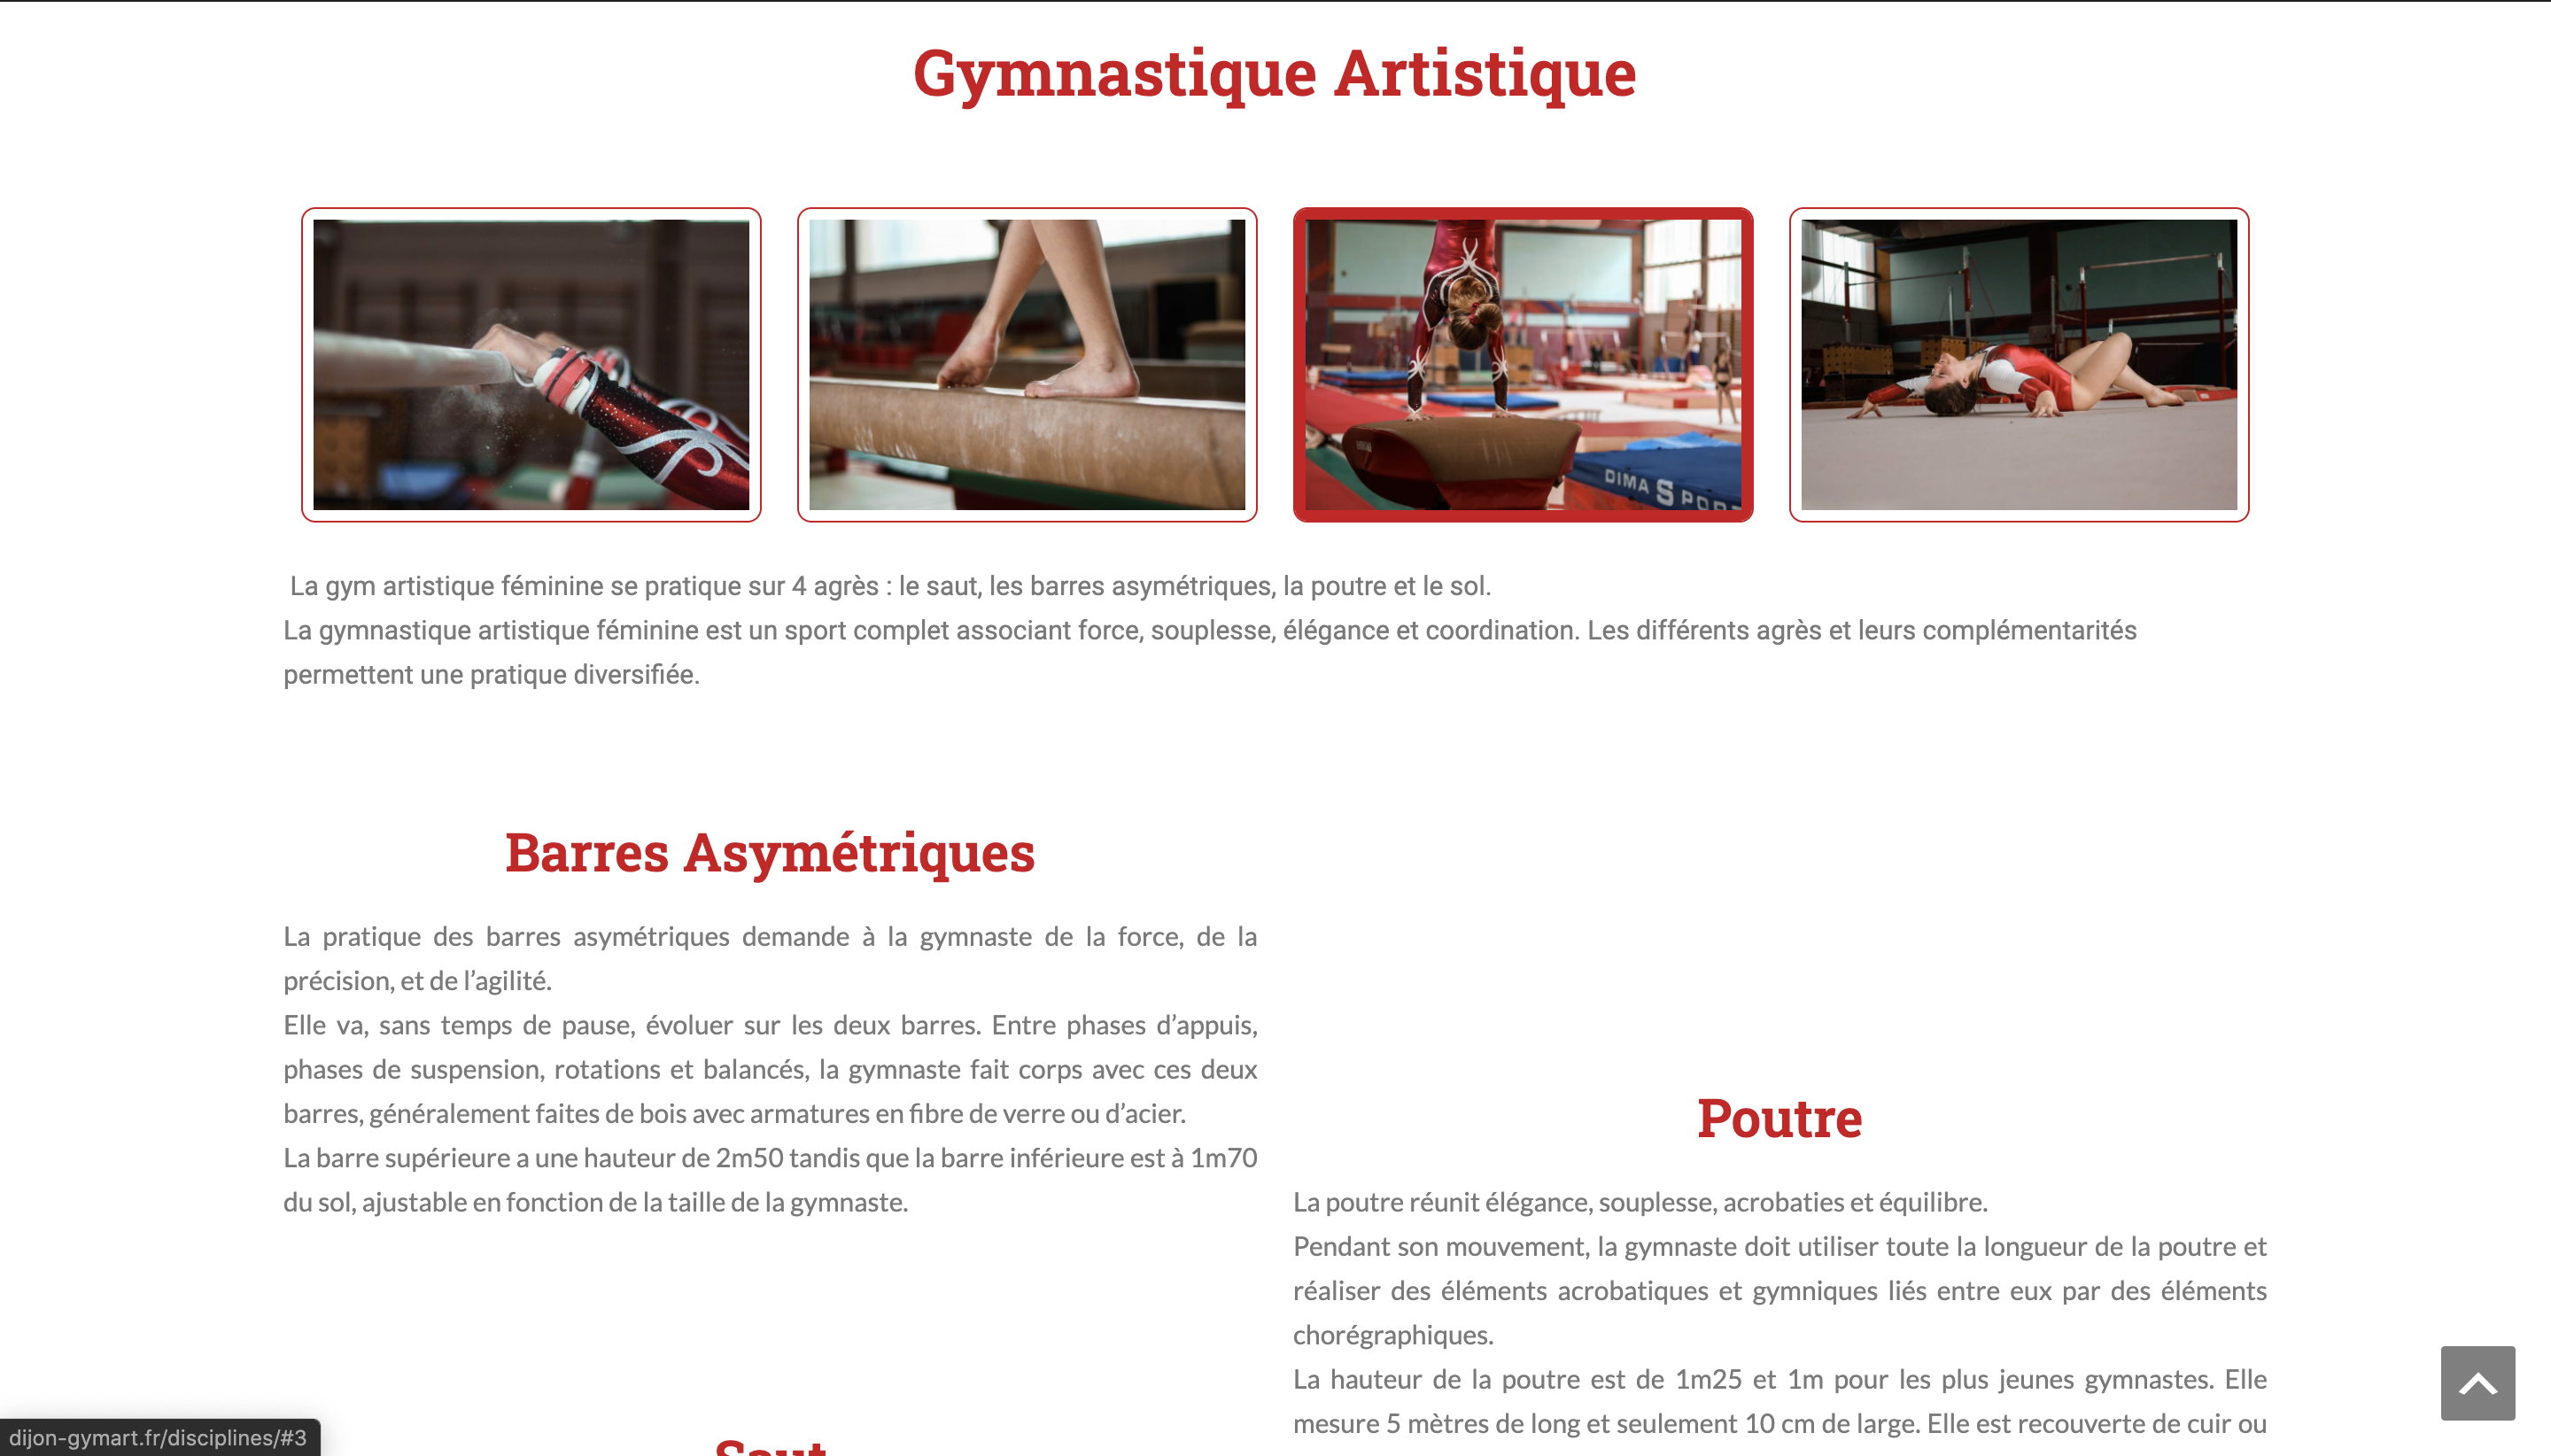 Gymnastique Artistique
DIMA SPOR
La gym artistique féminine se pratique sur 4 agrès : le saut, les barres asymétriques, la poutre et le sol.
La gymnastique artistique féminine est un sport complet associant force, souplesse, élégance et coordination. Les différents agrès et leurs complémentarités
permettent une pratique diversifiée.
Barres Asymétriques
La pratique des barres asymétriques demande à la gymnaste de la force, de la
précision, et de l’agilité.
Elle va, sans temps de pause, évoluer sur les deux barres. Entre phases d’appuis,
phases de suspension, rotations et balancés, la gymnaste fait corps avec ces deux
barres, généralement faites de bois avec armatures en fibre de verre ou d’acier.
La barre supérieure a une hauteur de 2m50 tandis que la barre inférieure est à 1m70
du sol, ajustable en fonction de la taille de la gymnaste.
Poutre
La poutre réunit élégance, souplesse, acrobaties et équilibre.
Pendant son mouvement, la gymnaste doit utiliser toute la longueur de la poutre et
réaliser des éléments acrobatiques et gymniques liés entre eux par des éléments
chorégraphiques.
La hauteur de la poutre est de 1m25 et 1m pour les plus jeunes gymnastes. Elle
mesure 5 mètres de long et seulement 10 cm de large. Elle est recouverte de cuir ou
Saut
dijon-gymart.fr/disciplines/#3